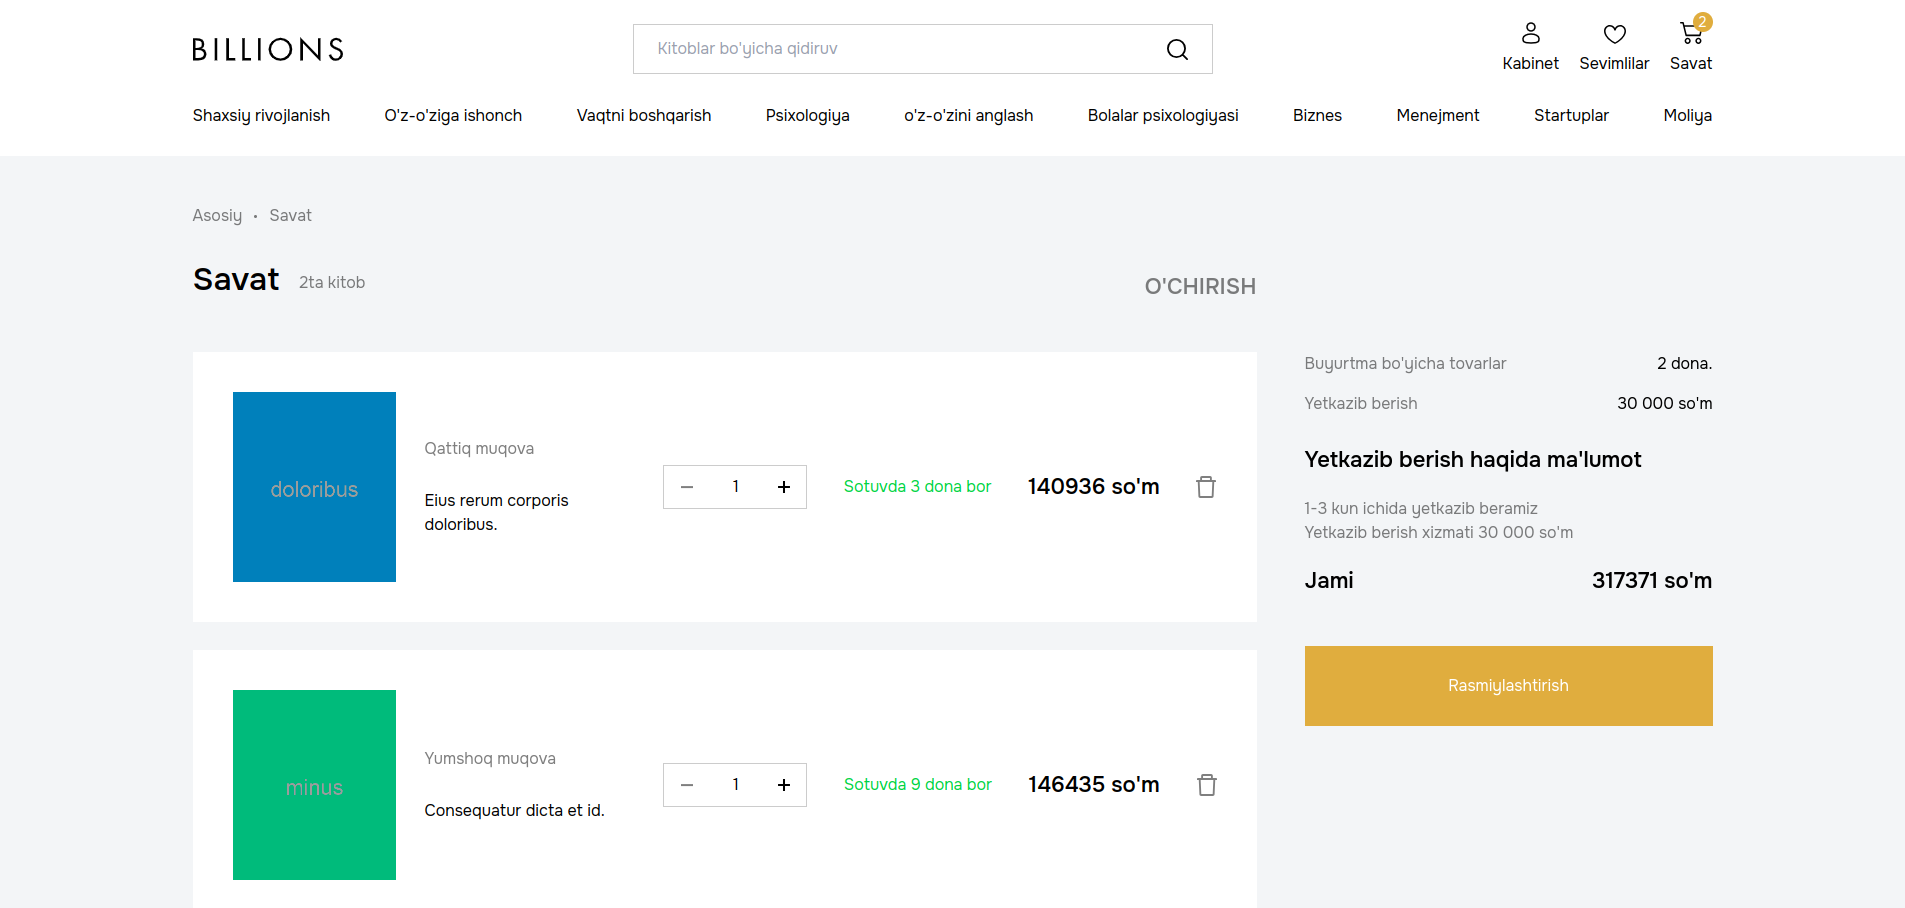 BILLIONS
Kitoblar bo'yicha qidiruv
2
Kabinet
Sevimlilar
Savat
Shaxsiy rivojlanish
O'z-o'ziga ishonch
Vaqtni boshqarish
Psixologiya
o'z-o'zini anglash
Bolalar psixologiyasi
Biznes
Menejment
Startuplar
Moliya
Asosiy • Savat
Savat 2ta kitob
O'CHIRISH
doloribus
Qattiq muqova
Eius rerum corporis
doloribus.
1
Sotuvda 3 dona bor
140936 so'm
minus
Yumshoq muqova
Consequatur dicta et id.
1
Sotuvda 9 dona bor
146435 so'm
Buyurtma bo'yicha tovarlar 2 dona.
Yetkazib berish 30 000 so'm
Yetkazib berish haqida ma'lumot
1-3 kun ichida yetkazib beramiz
Yetkazib berish xizmati 30 000 so'm
Jami 317371 so'm
Rasmiylashtirish